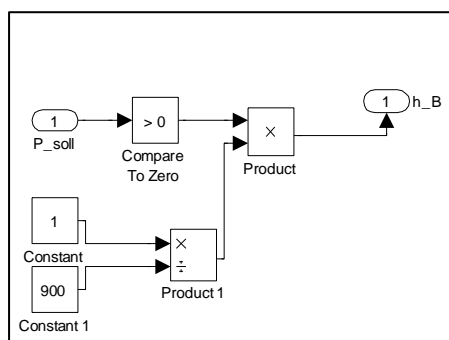 1
P_soll
> 0
Compare
To Zero
×
Product
1
h_B
1
Constant
900
Constant 1
×
÷
Product 1